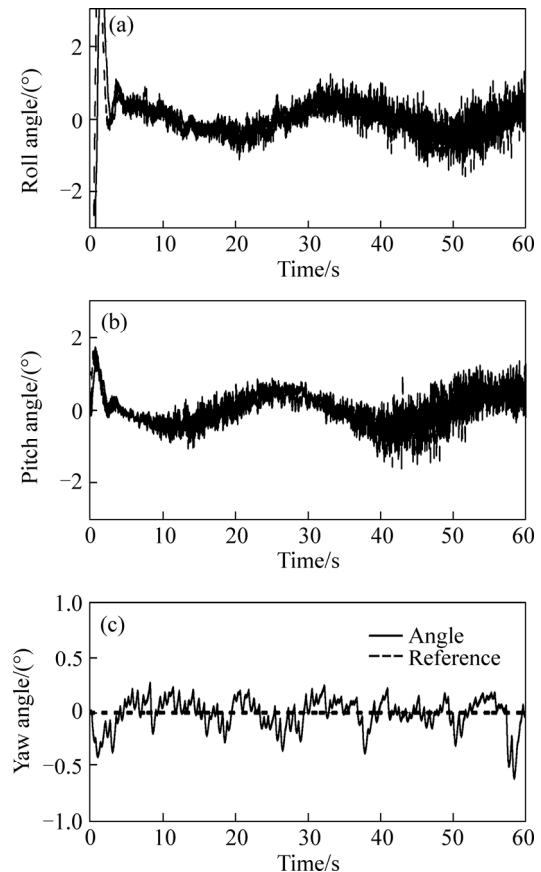 (a)
Roll angle/(°)
2
0
−2
0 10 20 30 40 50 60
Time/s
(b)
Pitch angle/(°)
2
0
−2
0 10 20 30 40 50 60
Time/s
(c)
Yaw angle/(°)
1.0
0.5
0
−0.5
−1.0
Angle
Reference
0 10 20 30 40 50 60
Time/s